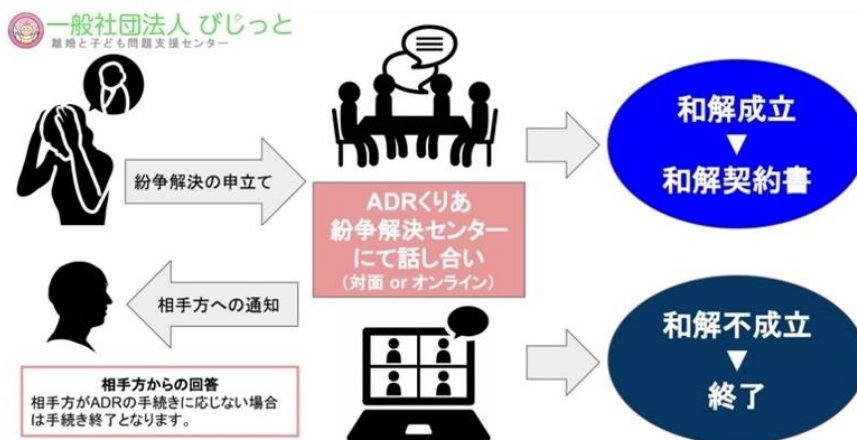 一般社団法人 びじっと
離婚と子ども問題支援センター
紛争解決の申立て
相手方への通知
相手方からの回答
相手方がADRの手続きに応じない場合
は手続き終了となります。
ADRくりあ
紛争解決センター
にて話し合い
（対面 or オンライン）
和解成立
▼
和解契約書
和解不成立
▼
終了